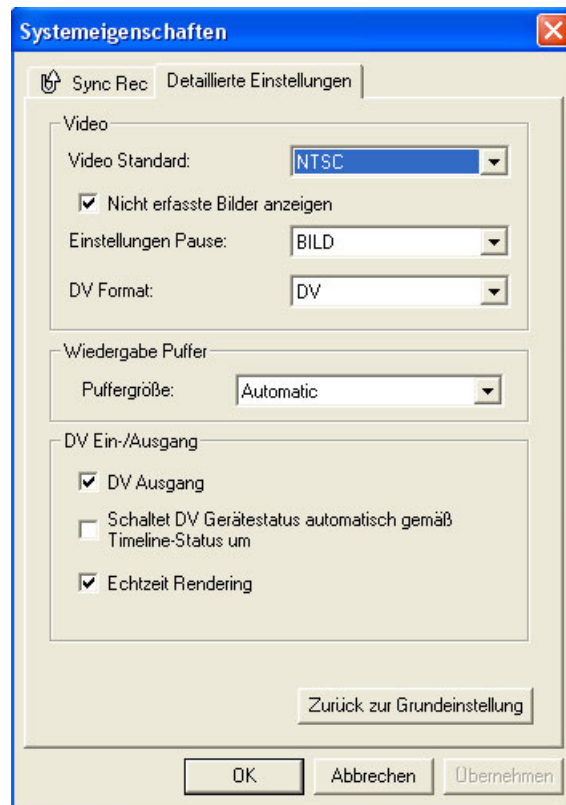 Systemeigenschaften
Sync Rec
Detaillierte Einstellungen
Video
Video Standard: NTSC
Nicht erfasste Bilder anzeigen
Einstellungen Pause: BILD
DV Format: DV
Wiedergabe Puffer
Puffergröße: Automatic
DV Ein-/Ausgang
DV Ausgang
Schaltet DV Gerätestatus automatisch gemäß
Timeline-Status um
Echtzeit Rendering
Zurück zur Grundeinstellung
OK
Abbrechen
Übernehmen